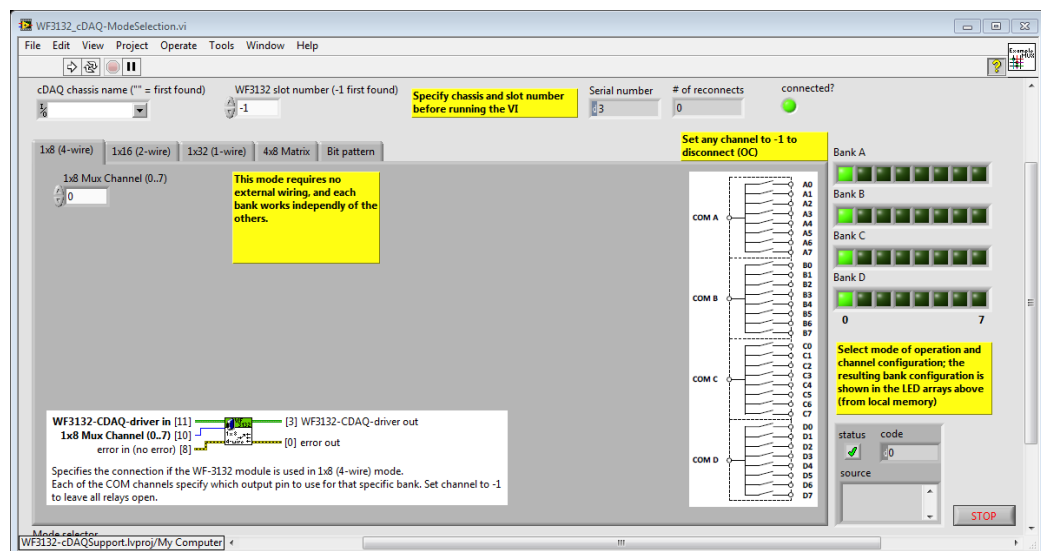 WF3132_cDAQ-ModeSelection.vi
File Edit View Project Operate Tools Window Help
Example
MUX
cDAQ chassis name ("" = first found)
WF3132 slot number (-1 first found)
-1
Specify chassis and slot number
before running the VI
Serial number
3
# of reconnects
0
connected?
Set any channel to -1 to
disconnect (OC)
1x8 (4-wire)
1x16 (2-wire)
1x32 (1-wire)
4x8 Matrix
Bit pattern
1x8 Mux Channel (0..7)
0
This mode requires no
external wiring, and each
bank works indepenly of the
others.
COM A
A0
A1
A2
A3
A4
A5
A6
A7
COM B
B0
B1
B2
B3
B4
B5
B6
B7
COM C
C0
C1
C2
C3
C4
C5
C6
C7
COM D
D0
D1
D2
D3
D4
D5
D6
D7
Bank A
Bank B
Bank C
Bank D
0 7
Select mode of operation and
channel configuration; the
resulting bank configuration is
shown in the LED arrays above
(from local memory)
WF3132-CDAQ-driver in [11]
1x8 Mux Channel (0..7) [10]
error in (no error) [8]
[3] WF3132-CDAQ-driver out
[0] error out
Specifies the connection if the WF-3132 module is used in 1x8 (4-wire) mode.
Each of the COM channels specify which output pin to use for that specific bank. Set channel to -1
to leave all relays open.
status code
0
source
STOP
Mode selector
WF3132-cDAQSupport.lvproj/My Computer